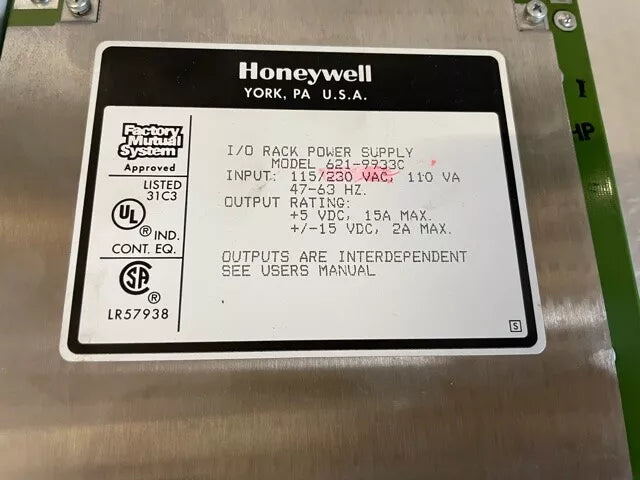 Honeywell
YORK, PA U.S.A.
Factory
Mutual
System
Approved
LISTED
31C3
UL
® IND.
CONT. EQ.
SA
®
LR57938
I/O RACK POWER SUPPLY
MODEL 621-9933C
INPUT: 115/230 VAC, 110 VA
47-63 HZ.
OUTPUT RATING:
+5 VDC, 15A MAX.
+/-15 VDC, 2A MAX.
OUTPUTS ARE INTERDEPENDENT
SEE USERS MANUAL
S
I
HP